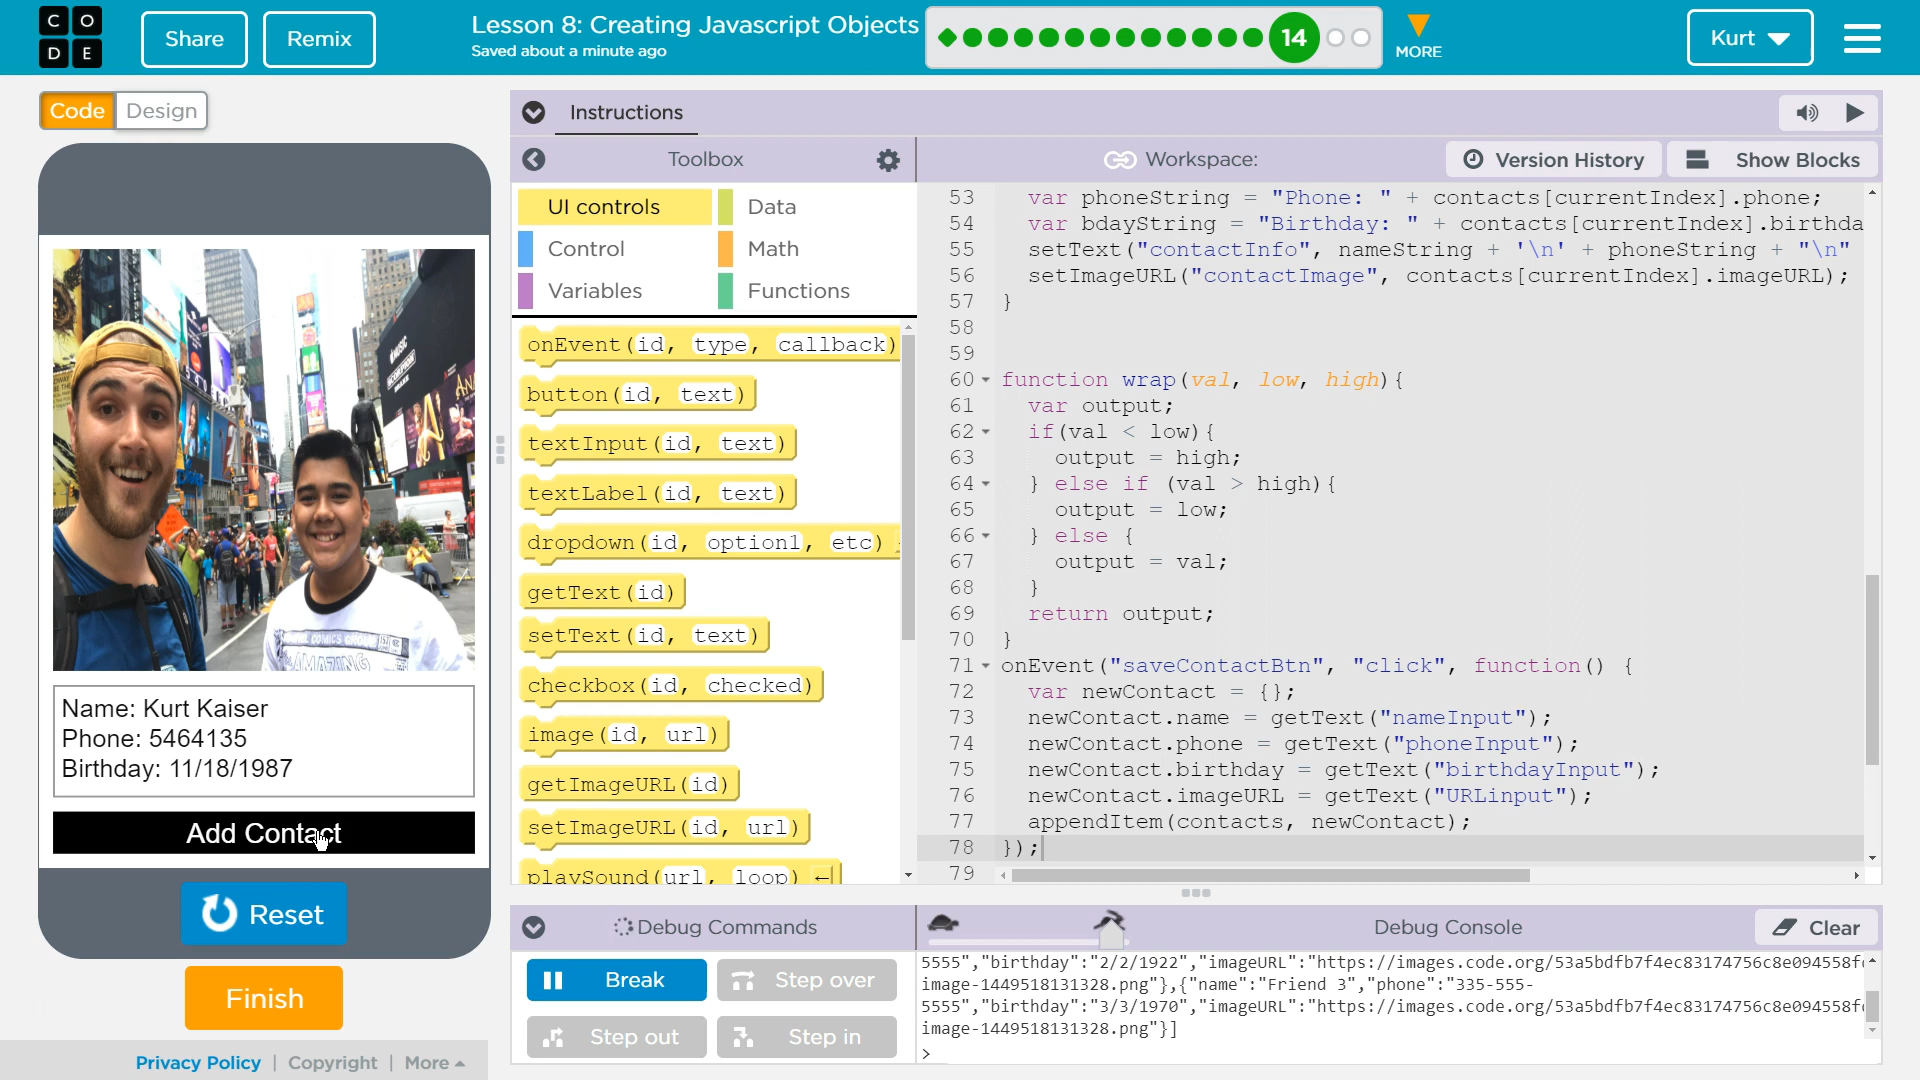 C O
D E
Share
Remix
Lesson 8: Creating Javascript Objects
Saved about a minute ago
14
MORE
Kurt
Code
Design
Instructions
Toolbox
Workspace:
Version History
Show Blocks
UI controls
Data
Control
Math
Variables
Functions
onEvent(id, type, callback)
button(id, text)
textInput(id, text)
textLabel(id, text)
dropdown(id, option1, etc)
getText(id)
setText(id, text)
checkbox(id, checked)
image(id, url)
getImageURL(id)
setImageURL(id, url)
playSound(url, loop)
53 var phoneString = "Phone: " + contacts[currentIndex].phone;
54 var bdayString = "Birthday: " + contacts[currentIndex].birthda
55 setText("contactInfo", nameString + '\n' + phoneString + "\n"
56 setImageURL("contactImage", contacts[currentIndex].imageURL);
57 }
58
59
60 function wrap(val, low, high){
61 var output;
62 if(val < low){
63 output = high;
64 } else if (val > high){
65 output = low;
66 } else {
67 output = val;
68 }
69 return output;
70 }
71 onEvent("saveContactBtn", "click", function() {
72 var newContact = {};
73 newContact.name = getText("nameInput");
74 newContact.phone = getText("phoneInput");
75 newContact.birthday = getText("birthdayInput");
76 newContact.imageURL = getText("URLinput");
77 appendItem(contacts, newContact);
78 });
79
Name: Kurt Kaiser
Phone: 5464135
Birthday: 11/18/1987
Add Contact
Reset
Finish
Privacy Policy | Copyright | More
Debug Commands
Break
Step over
Step out
Step in
Debug Console
Clear
5555","birthday":"2/2/1922","imageURL":"https://images.code.org/53a5bdfb7f4ec83174756c8e094558f
image-1449518131328.png"},{"name":"Friend 3","phone":"335-555-
5555","birthday":"3/3/1970","imageURL":"https://images.code.org/53a5bdfb7f4ec83174756c8e094558f
image-1449518131328.png"}]
>